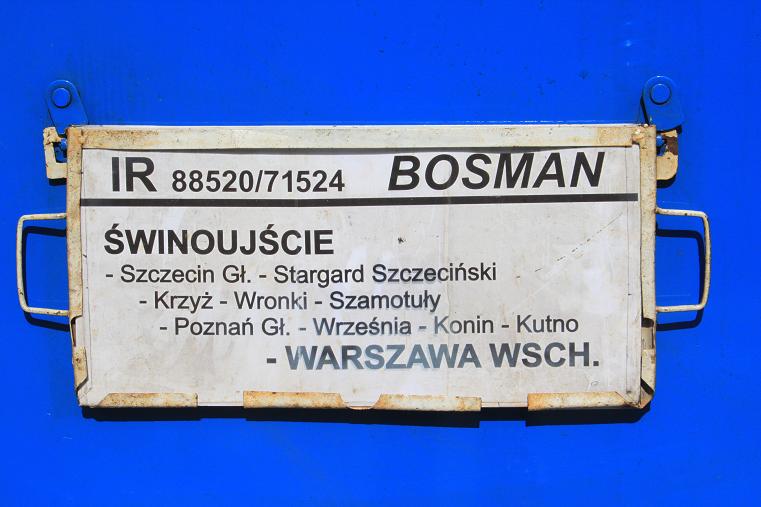 IR 88520/71524 BOSMAN
ŚWINOUJŚCIE
- Szczecin Gł. - Stargard Szczeciński
- Krzyż - Wronki - Szamotuły
- Poznań Gł. - Września - Konin - Kutno
- WARSZAWA WSCH.